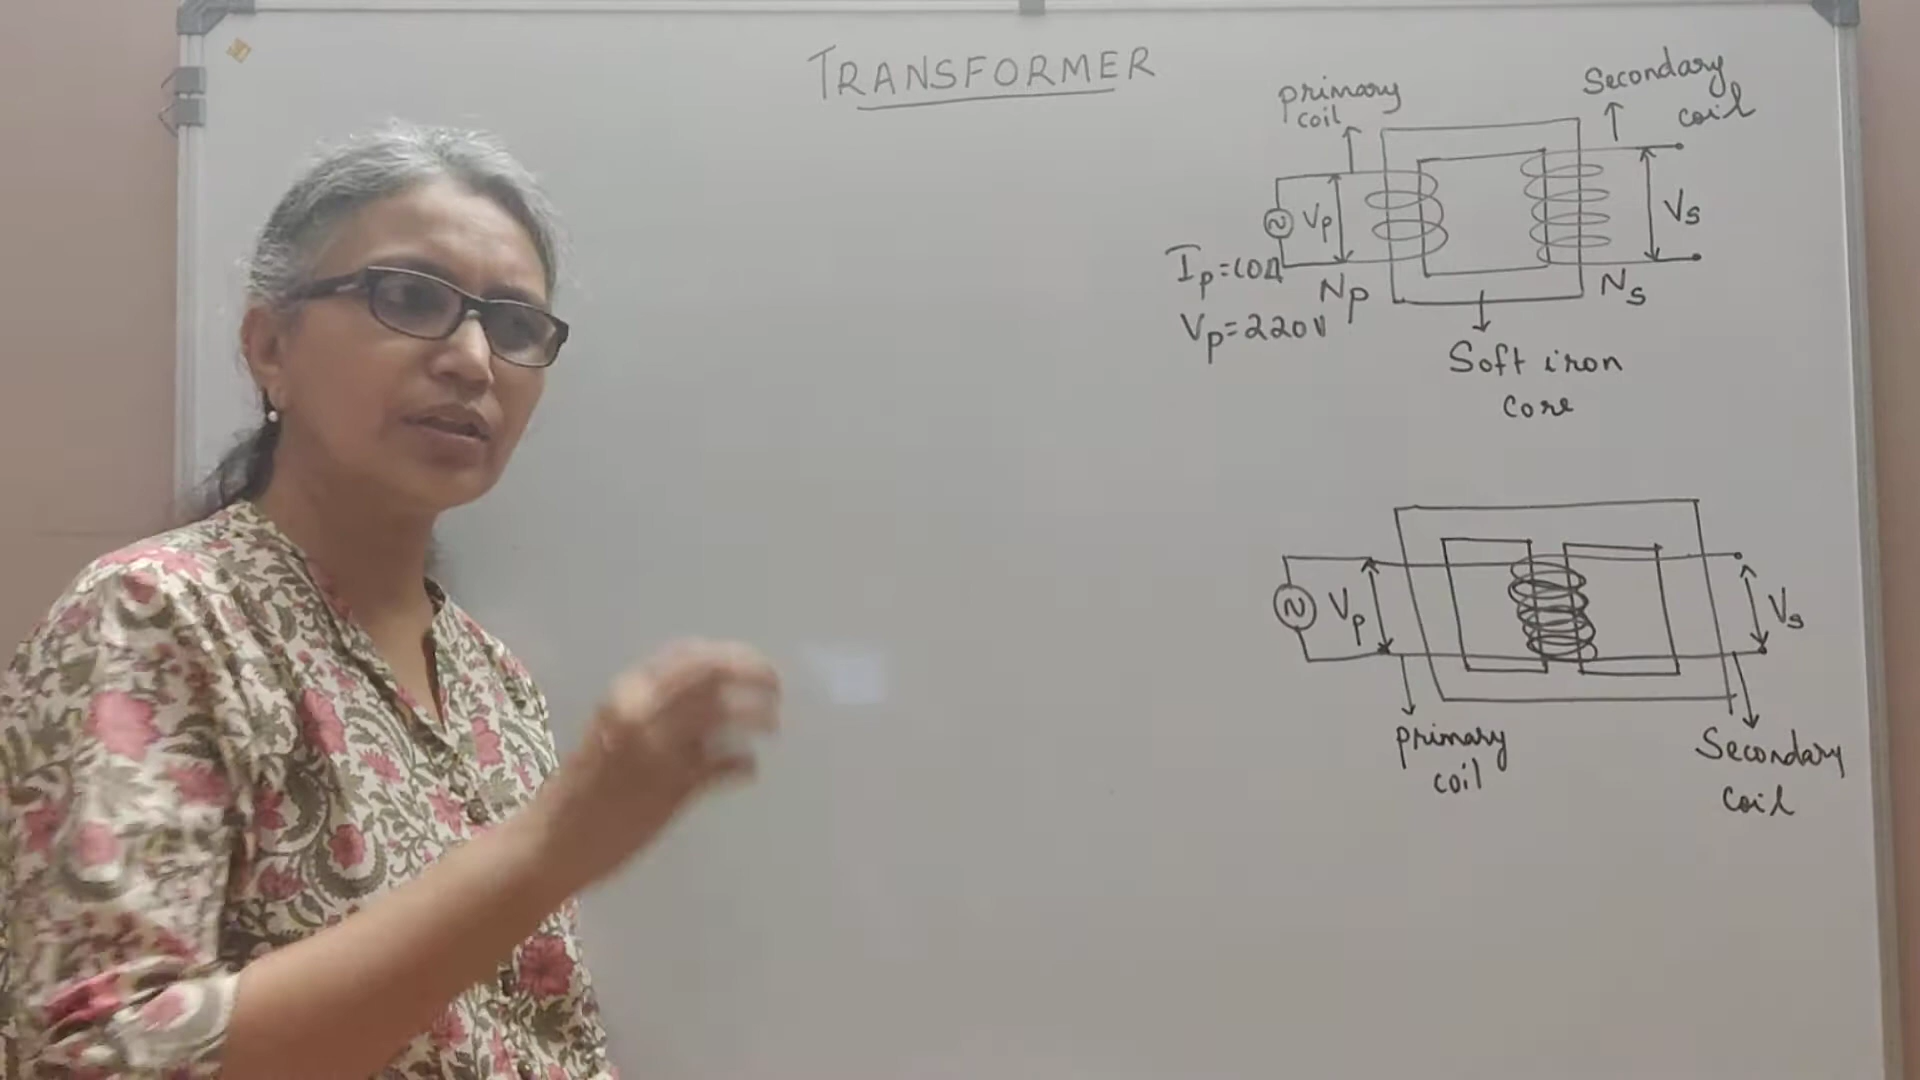 TRANSFORMER
primary
coil
Secondary
coil
Vp
Vs
Ip=10A
Np
Ns
Vp=220V
Soft iron
core
Vp
Vs
primary
coil
Secondary
coil